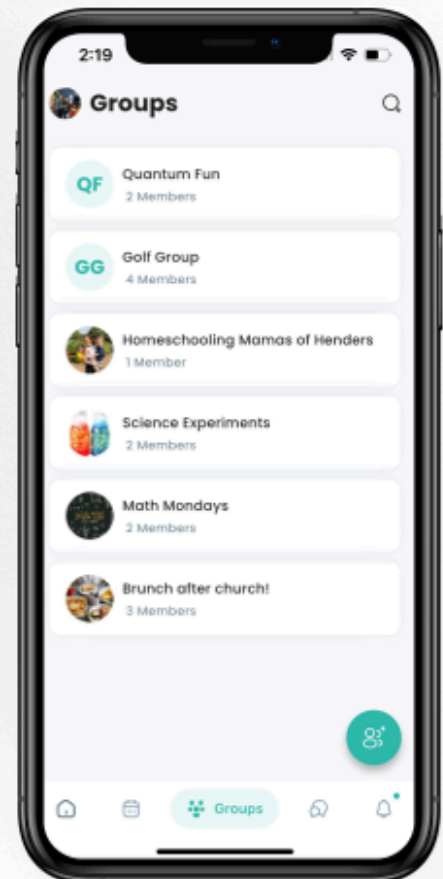 2:19
Groups
QF
Quantum Fun
2 Members
GG
Golf Group
4 Members
Homeschooling Mamas of Henders
1 Member
Science Experiments
2 Members
Math Mondays
2 Members
Brunch after church!
3 Members
Groups